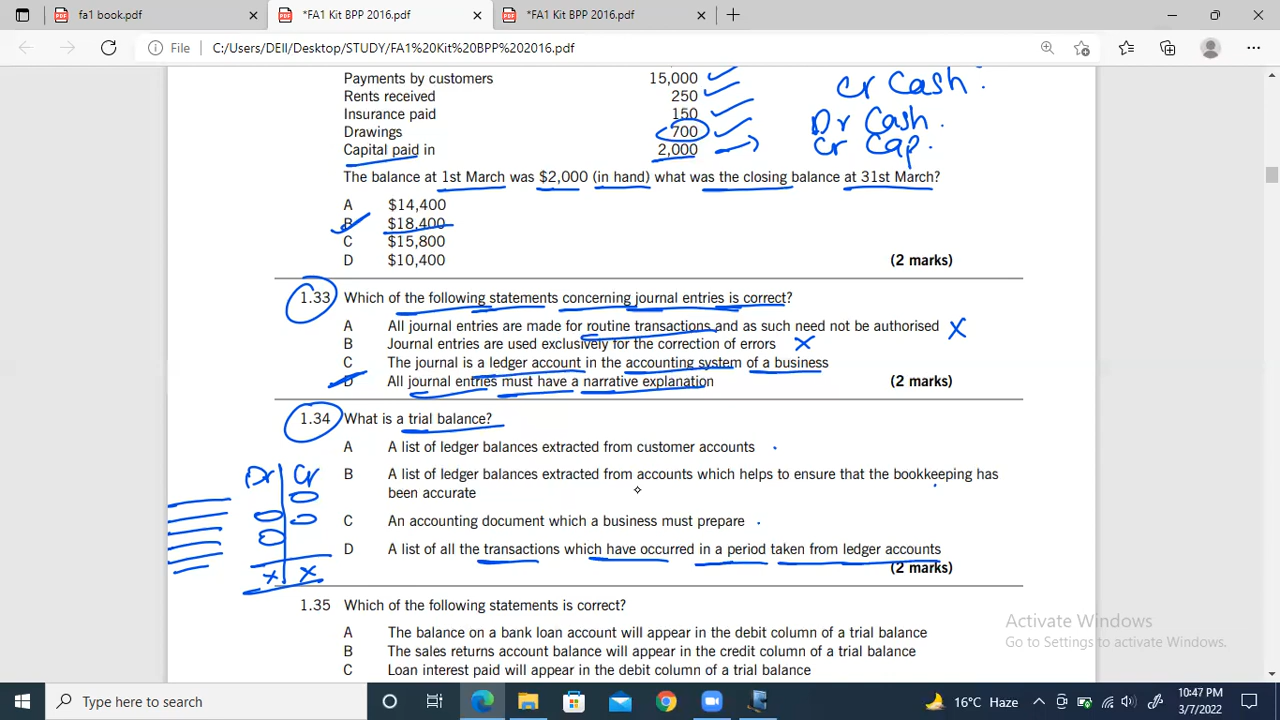 fa1 book.pdf
*FA1 Kit BPP 2016.pdf
*FA1 Kit BPP 2016.pdf
File
C:/Users/DEll/Desktop/STUDY/FA1%20Kit%20BPP%202016.pdf
Payments by customers 15,000
Rents received 250
Insurance paid 150
Drawings 700
Capital paid in 2,000
Cr Cash.
Dr Cash.
Cr Cap.
The balance at 1st March was $2,000 (in hand) what was the closing balance at 31st March?
A $14,400
B $18,400
C $15,800
D $10,400 (2 marks)
1.33 Which of the following statements concerning journal entries is correct?
A All journal entries are made for routine transactions and as such need not be authorised X
B Journal entries are used exclusively for the correction of errors X
C The journal is a ledger account in the accounting system of a business
D All journal entries must have a narrative explanation (2 marks)
1.34 What is a trial balance?
A A list of ledger balances extracted from customer accounts
Dr Cr
B A list of ledger balances extracted from accounts which helps to ensure that the bookkeeping has
been accurate
C An accounting document which a business must prepare
D A list of all the transactions which have occurred in a period taken from ledger accounts
(2 marks)
x x
1.35 Which of the following statements is correct?
A The balance on a bank loan account will appear in the debit column of a trial balance
B The sales returns account balance will appear in the credit column of a trial balance
C Loan interest paid will appear in the debit column of a trial balance
Activate Windows
Go to Settings to activate Windows.
Type here to search
16°C Haze
10:47 PM
3/7/2022